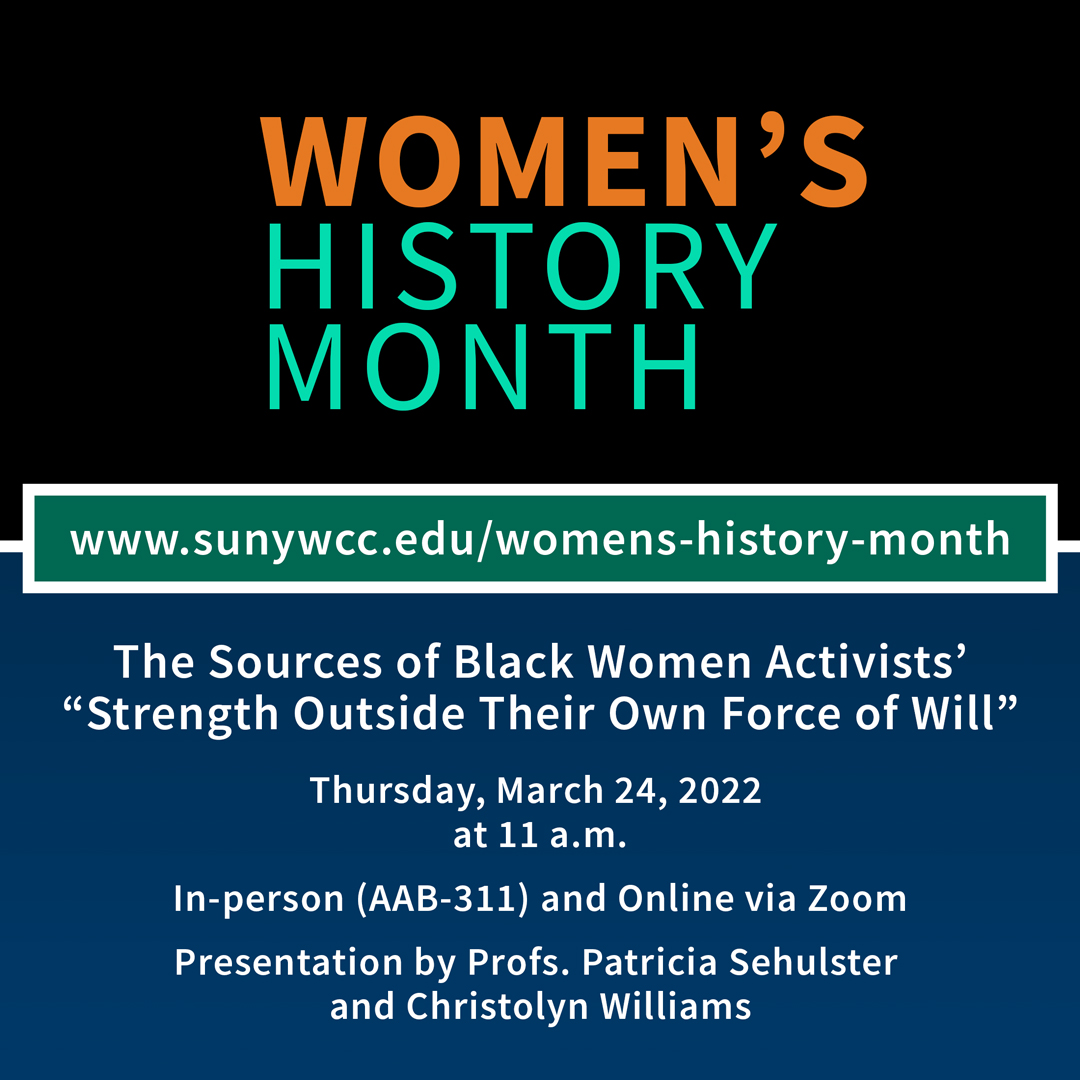 WOMEN’S
HISTORY
MONTH
www.sunywcc.edu/womens-history-month
The Sources of Black Women Activists’
“Strength Outside Their Own Force of Will”
Thursday, March 24, 2022
at 11 a.m.
In-person (AAB-311) and Online via Zoom
Presentation by Profs. Patricia Sehulster
and Christolyn Williams